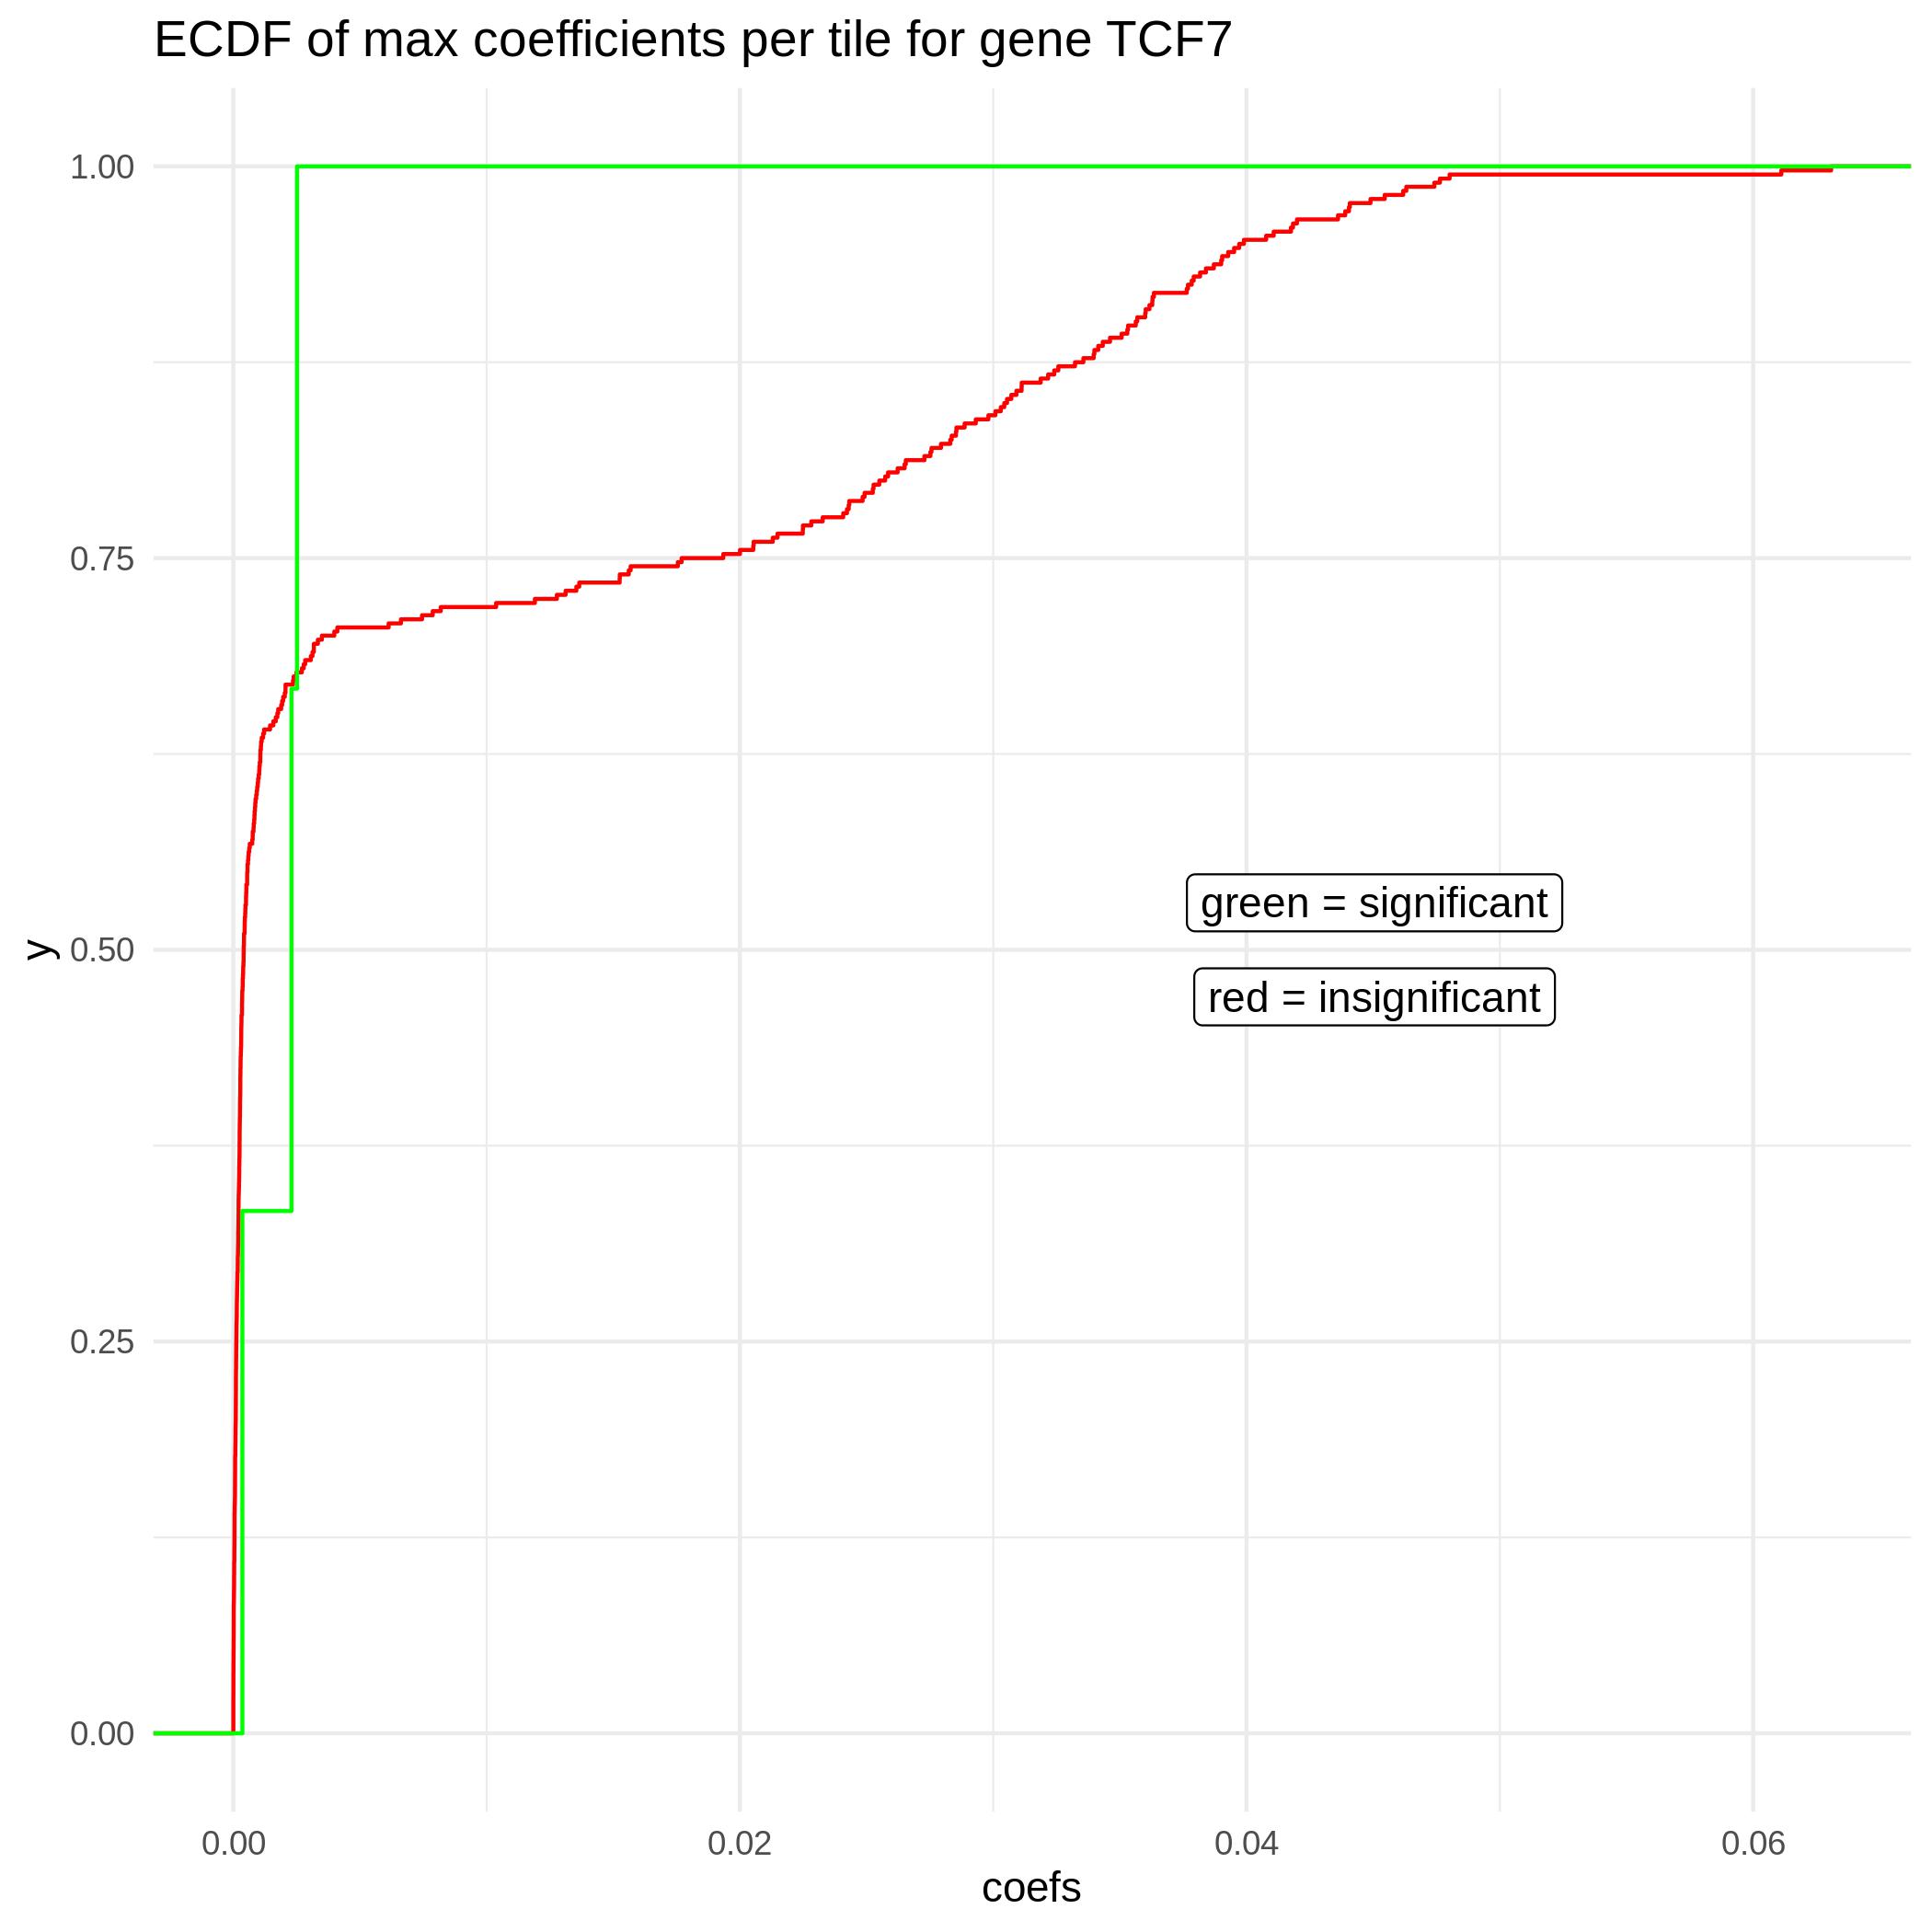 ECDF of max coefficients per tile for gene TCF7
1.00
0.75
0.50
0.25
0.00
y
green = significant
red = insignificant
0.00
0.02
0.04
0.06
coefs